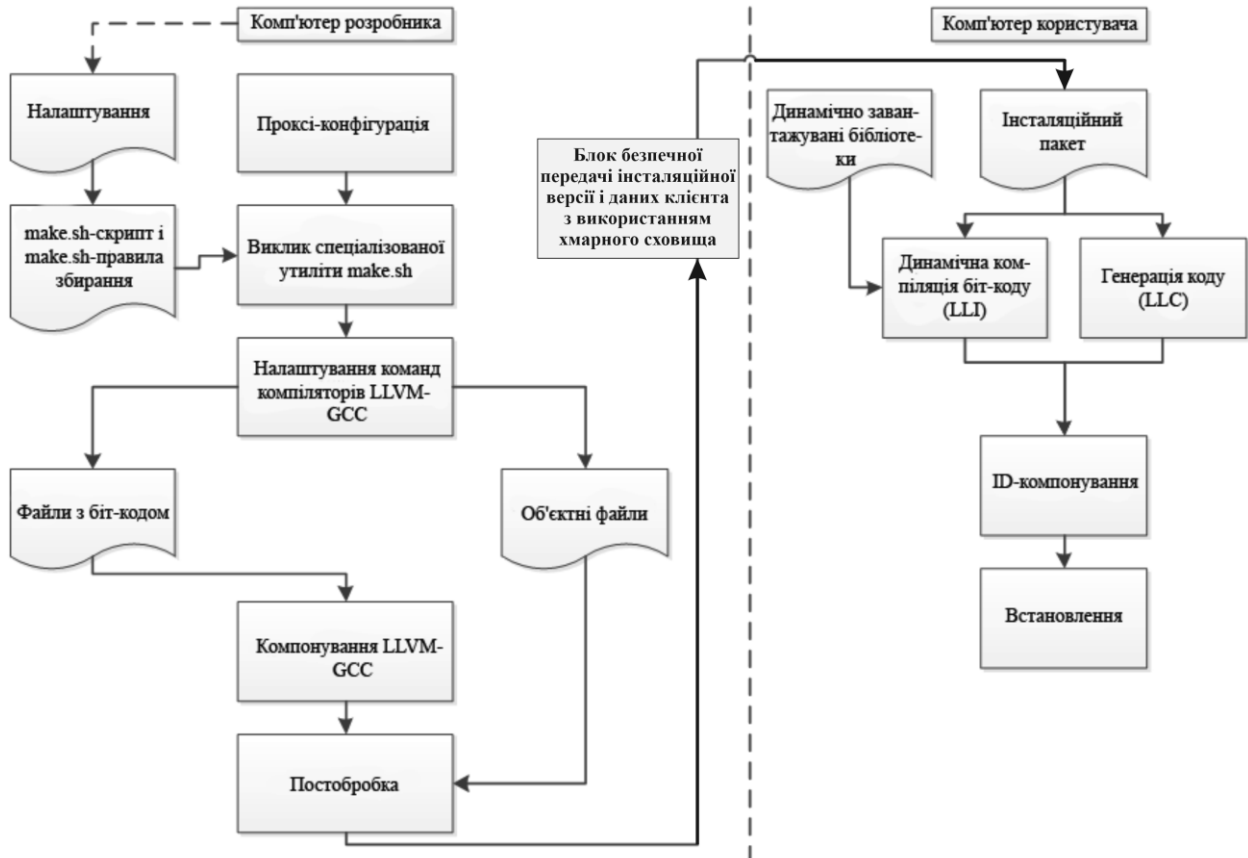 Комп'ютер розробника
Налаштування
Проксі-конфігурація
make.sh-скрипт і
make.sh-правила
збирання
Виклик спеціалізованої
утиліти make.sh
Налаштування команд
компіляторів LLVM-
GCC
Файли з біт-кодом
Об'єктні файли
Компонування LLVM-
GCC
Постобробка
Блок безпечної
передачі інсталяційної
версії і даних клієнта
з використанням
хмарного сховища
Комп'ютер користувача
Динамічно заван-
тажувані бібліоте-
ки
Інсталяційний
пакет
Динамічна ком-
піляція біт-коду
(LLI)
Генерація коду
(LLC)
ID-компонування
Встановлення